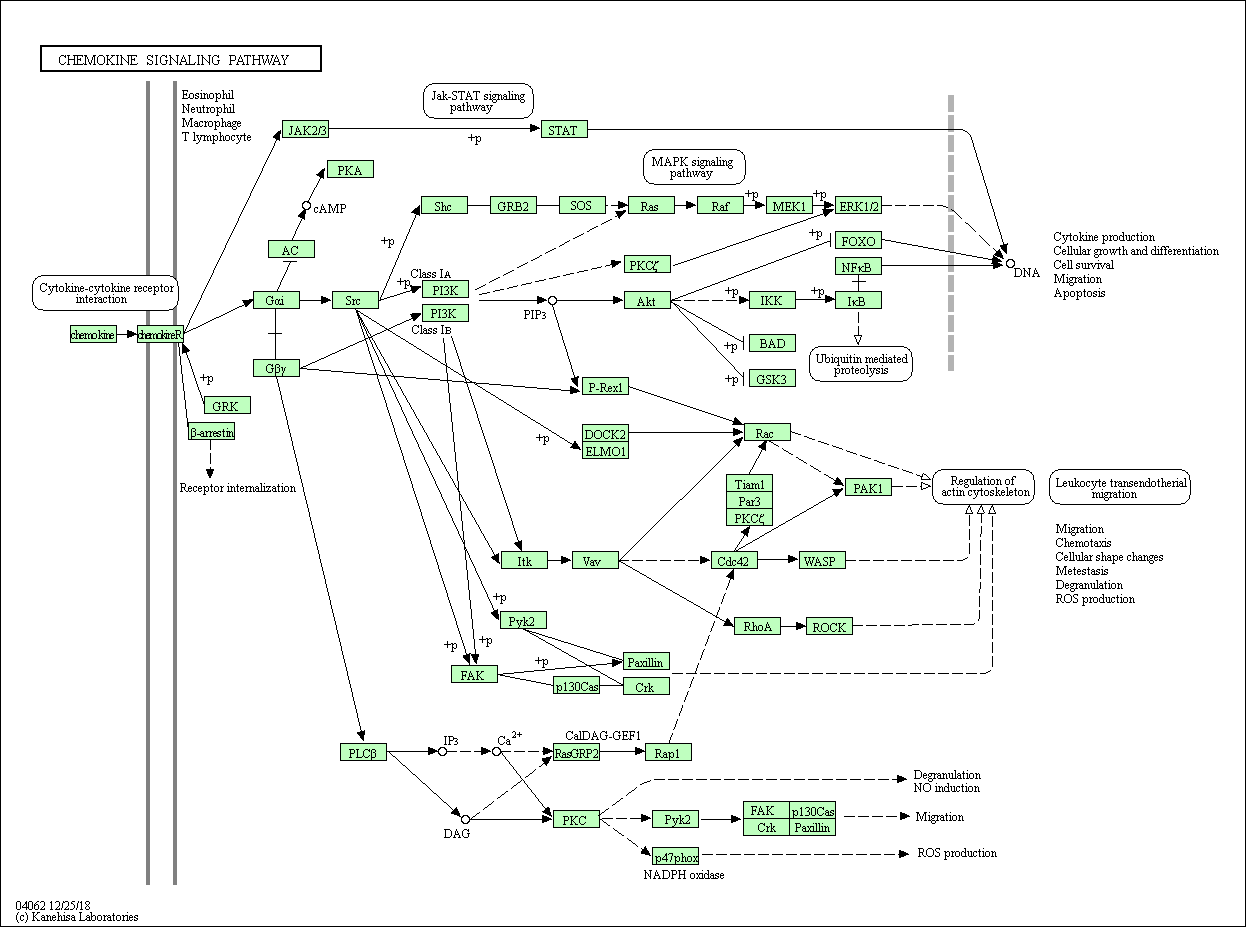 CHEMOKINE SIGNALING PATHWAY
Eosinophil
Neutrophil
Macrophage
T lymphocyte
Jak-STAT signaling
pathway
JAK2/3
+p
STAT
MAPK signaling
pathway
PKA
cAMP
Shc
GRB2
SOS
Ras
Raf
+p
MEK1
+p
ERK1/2
AC
+p
+p
FOXO
Cytokine production
Cellular growth and differentiation
Cell survival
Migration
Apoptosis
PKCζ
NFκB
DNA
Cytokine-cytokine receptor
interaction
Class IA
+p
PI3K
Gαi
Src
PIP3
Akt
+p
IKK
+p
IκB
PI3K
Class IB
chemokine
chemokineR
+p
BAD
Ubiquitin mediated
proteolysis
Gβγ
+p
GSK3
+p
P-Rex1
GRK
β-arrestin
+p
DOCK2
ELMO1
Rac
Receptor internalization
Tiam1
Par3
PKCζ
PAK1
Regulation of
actin cytoskeleton
Leukocyte transendotherial
migration
Migration
Chemotaxis
Cellular shape changes
Metestasis
Degranulation
ROS production
Itk
Vav
Cdc42
WASP
+p
Pyk2
RhoA
ROCK
+p
+p
+p
FAK
Paxillin
p130Cas
Crk
PLCβ
IP3
Ca2+
CalDAG-GEF1
RasGRP2
Rap1
DAG
PKC
Degranulation
NO induction
Pyk2
FAK
p130Cas
Crk
Paxillin
Migration
p47phox
NADPH oxidase
ROS production
04062 12/25/18
(c) Kanehisa Laboratories